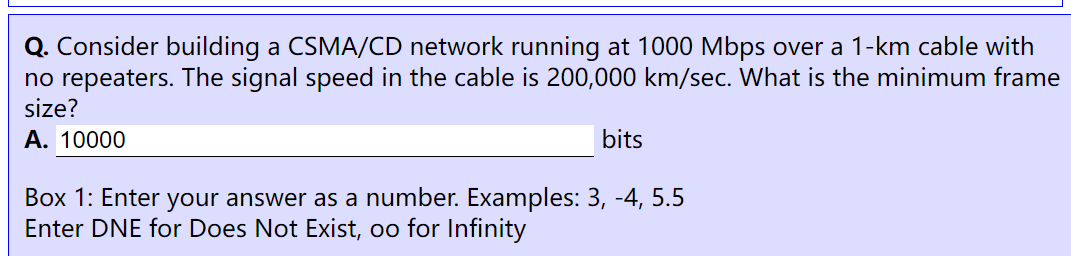 Q. Consider building a CSMA/CD network running at 1000 Mbps over a 1-km cable with
no repeaters. The signal speed in the cable is 200,000 km/sec. What is the minimum frame
size?
A. 10000 bits
Box 1: Enter your answer as a number. Examples: 3, -4, 5.5
Enter DNE for Does Not Exist, oo for Infinity